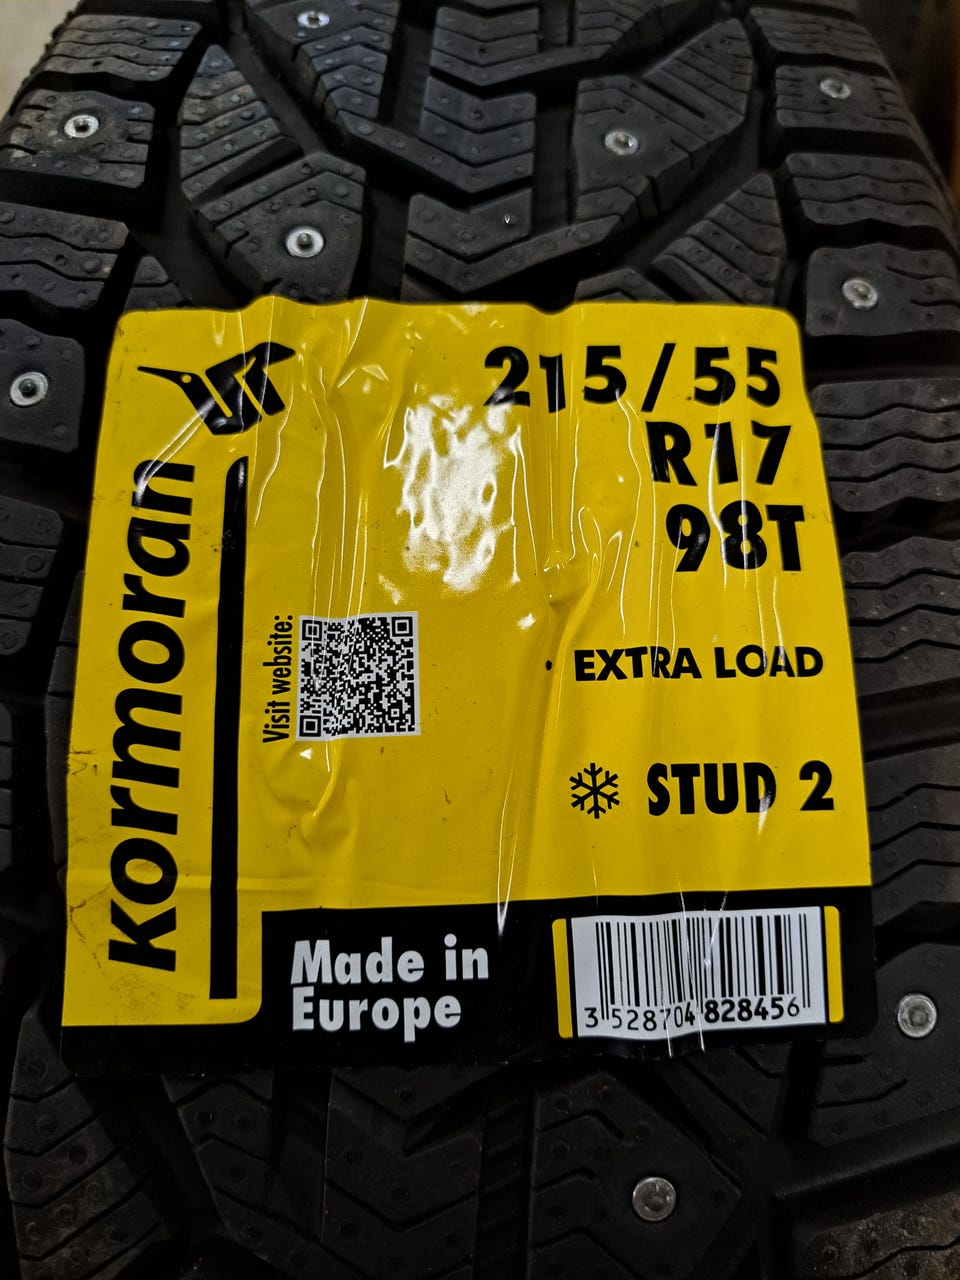 kormoran
215/55
R17
98T
Visit website:
EXTRA LOAD
STUD 2
Made in
Europe
3 528704 828456